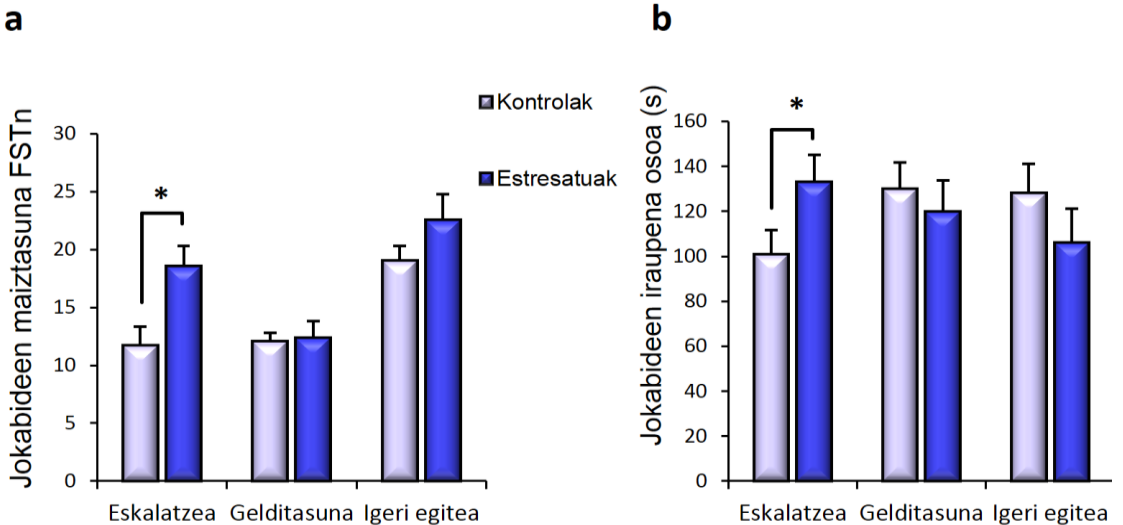 a
Jokabideen maiztasuna FSTn
30
25
20
15
10
5
0
*
Eskalatzea Gelditasuna Igeri egitea
Kontrolak
Estresatuak
b
Jokabideen iraupena osoa (s)
160
140
120
100
80
60
40
20
0
*
Eskalatzea Gelditasuna Igeri egitea